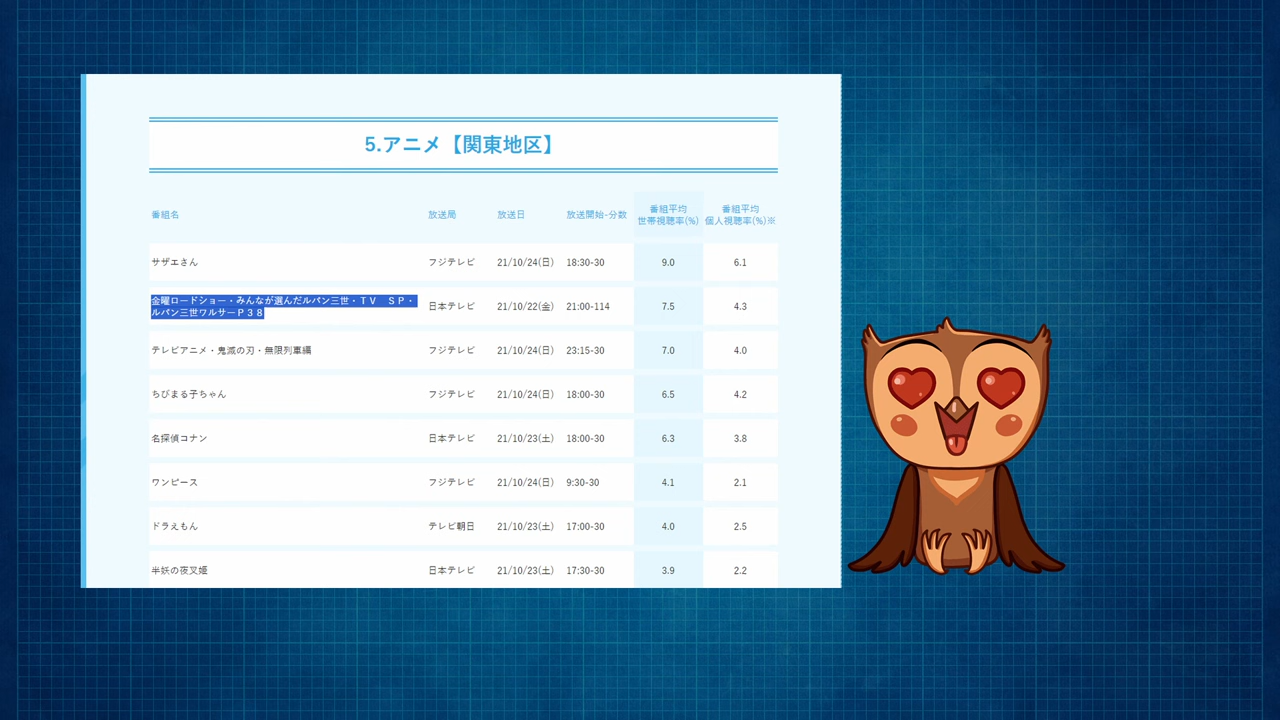 5.アニメ【関東地区】
番組名 放送局 放送日 放送開始-分数 番組平均 世帯視聴率(%) 番組平均 個人視聴率(%)※
サザエさん フジテレビ 21/10/24(日) 18:30-30 9.0 6.1
金曜ロードショー・みんなが選んだルパン三世・ＴＶ　ＳＰ・
ルパン三世ワルサーＰ３８ 日本テレビ 21/10/22(金) 21:00-114 7.5 4.3
テレビアニメ・鬼滅の刃・無限列車編 フジテレビ 21/10/24(日) 23:15-30 7.0 4.0
ちびまる子ちゃん フジテレビ 21/10/24(日) 18:00-30 6.5 4.2
名探偵コナン 日本テレビ 21/10/23(土) 18:00-30 6.3 3.8
ワンピース フジテレビ 21/10/24(日) 9:30-30 4.1 2.1
ドラえもん テレビ朝日 21/10/23(土) 17:00-30 4.0 2.5
半妖の夜叉姫 日本テレビ 21/10/23(土) 17:30-30 3.9 2.2